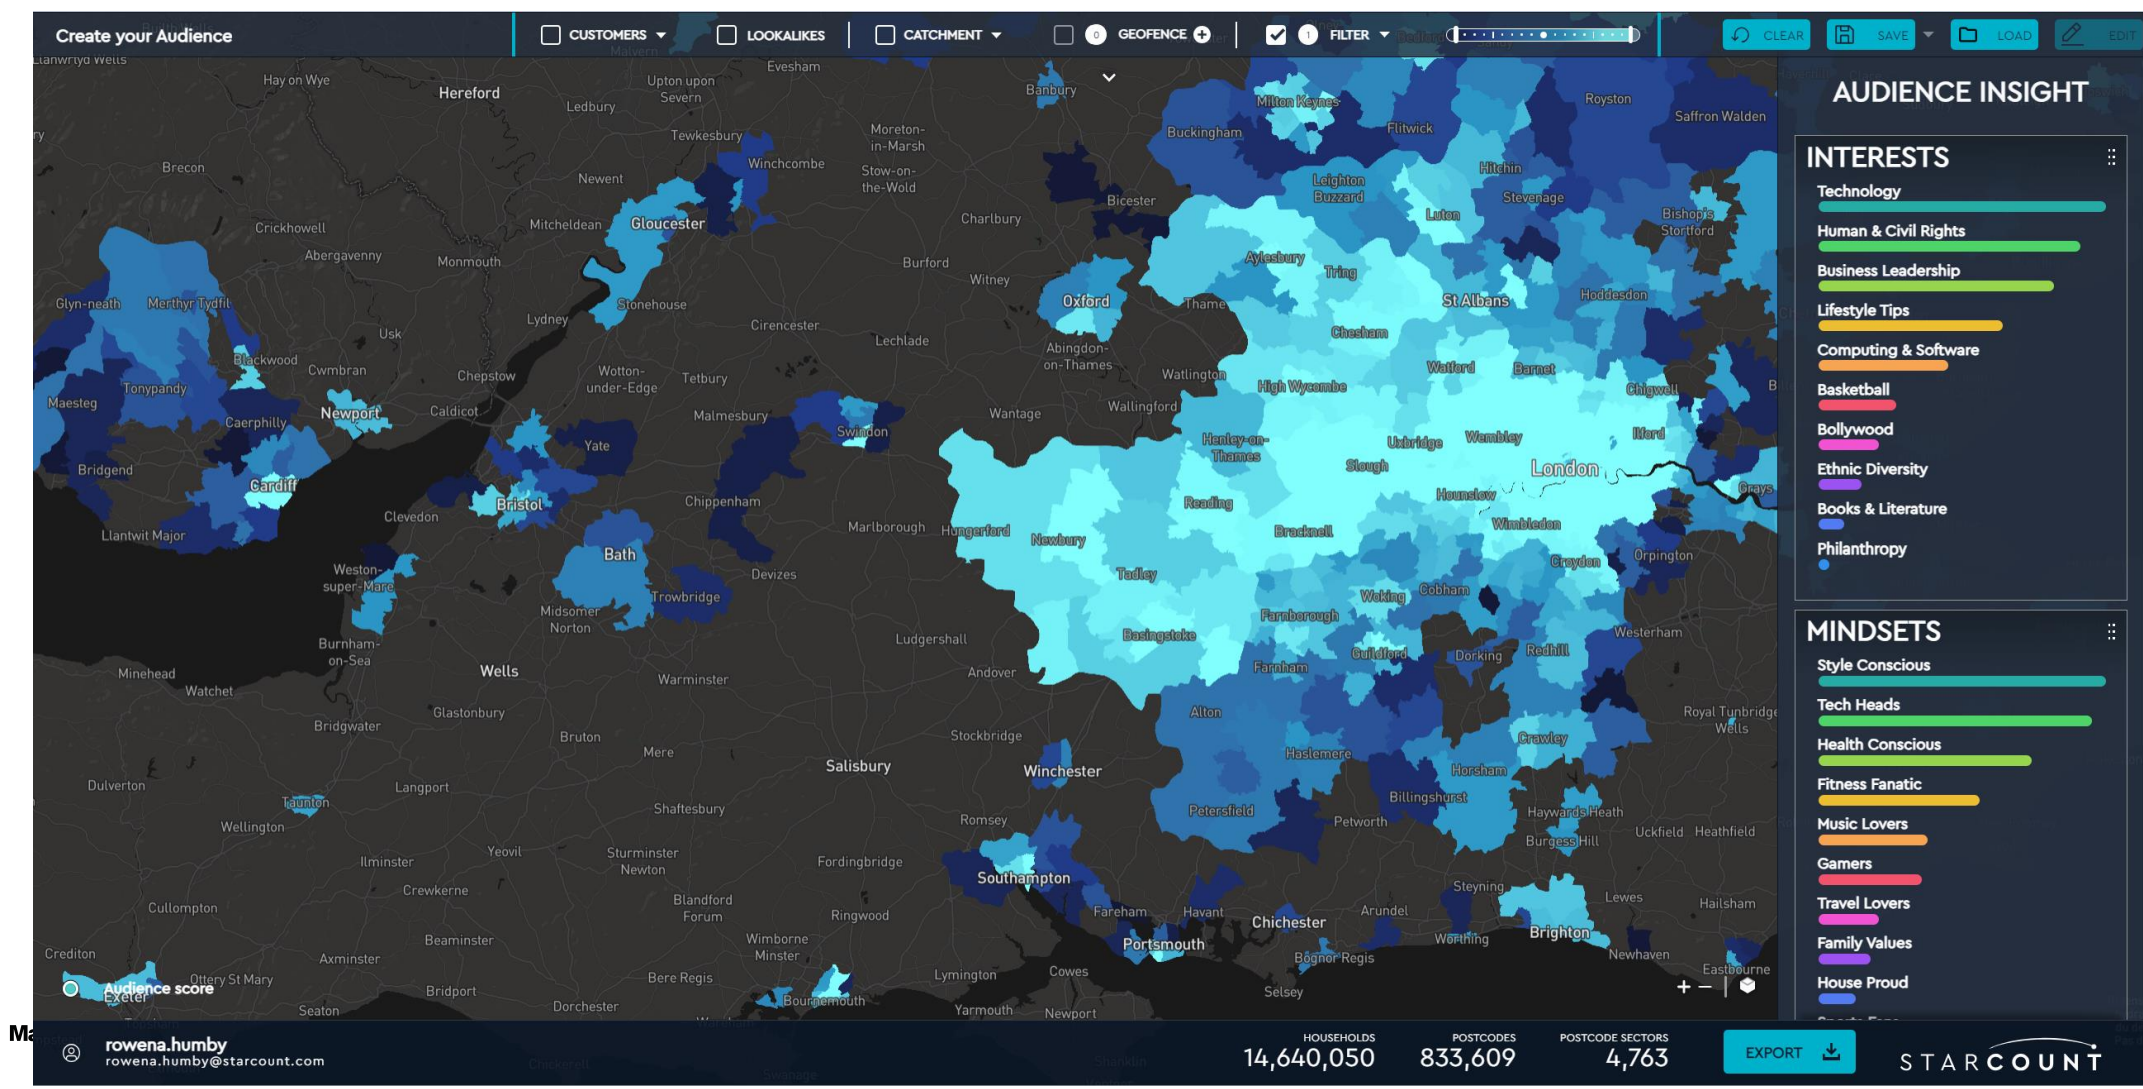 Create your Audience
CUSTOMERS
LOOKALIKES
CATCHMENT
0
GEOFENCE
1
FILTER
CLEAR
SAVE
LOAD
EDIT
Llanwrtyd Wells
Hay on Wye
Hereford
Malvern
Upton upon
Severn
Ledbury
Evesham
Banbury
Milton Keynes
Royston
Saffron Walden
Buckingham
Flitwick
Tewkesbury
Moreton-
in-Marsh
Brecon
Winchcombe
Newent
Stow-on-
the-Wold
Hitchin
Leighton
Buzzard
Stevenage
Bicester
Luton
Bishop's
Stortford
Crickhowell
Mitcheldean
Gloucester
Charlbury
Abergavenny
Monmouth
Burford
Witney
Aylesbury
Tring
Glyn-neath
Merthyr Tydfil
Stonehouse
Oxford
Thame
St Albans
Hoddesdon
Usk
Lydney
Cirencester
Lechlade
Chesham
Abingdon-
on-Thames
Blackwood
Cwmbran
Chepstow
Wotton-
under-Edge
Tetbury
Watlington
Watford
Barnet
High Wycombe
Chigwell
Tonypandy
Maesteg
Newport
Caldicot
Malmesbury
Wantage
Wallingford
Caerphilly
Swindon
Yate
Henley-on-
Thames
Uxbridge
Wembley
Ilford
Bridgend
Slough
London
Cardiff
Bristol
Chippenham
Reading
Hounslow
Grays
Clevedon
Llantwit Major
Marlborough
Hungerford
Newbury
Bracknell
Wimbledon
Bath
Orpington
Croydon
Weston-
super-Mare
Devizes
Tadley
Trowbridge
Woking
Cobham
Midsomer
Norton
Farnborough
Burnham-
on-Sea
Ludgershall
Basingstoke
Westerham
Guildford
Dorking
Redhill
Minehead
Wells
Warminster
Andover
Farnham
Watchet
Glastonbury
Alton
Royal Tunbridge
Wells
Bridgwater
Bruton
Mere
Stockbridge
Crawley
Haslemere
Salisbury
Winchester
Horsham
Dulverton
Langport
Taunton
Shaftesbury
Billingshurst
Petersfield
Haywards Heath
Wellington
Romsey
Petworth
Uckfield
Heathfield
Burgess Hill
Yeovil
Ilminster
Sturminster
Newton
Fordingbridge
Southampton
Crewkerne
Steyning
Lewes
Hailsham
Cullompton
Blandford
Forum
Ringwood
Fareham
Havant
Chichester
Arundel
Brighton
Beaminster
Wimborne
Minster
Portsmouth
Worthing
Crediton
Axminster
Bognor Regis
Newhaven
Eastbourne
Ottery St Mary
Bere Regis
Lymington
Cowes
Audience score
Exeter
Bridport
Bournemouth
Selsey
Seaton
Dorchester
Yarmouth
Newport
AUDIENCE INSIGHT
INTERESTS
Technology
Human & Civil Rights
Business Leadership
Lifestyle Tips
Computing & Software
Basketball
Bollywood
Ethnic Diversity
Books & Literature
Philanthropy
MINDSETS
Style Conscious
Tech Heads
Health Conscious
Fitness Fanatic
Music Lovers
Gamers
Travel Lovers
Family Values
House Proud
Ma
rowena.humby
rowena.humby@starcount.com
HOUSEHOLDS
14,640,050
POSTCODES
833,609
POSTCODE SECTORS
4,763
EXPORT
STARCOUNT